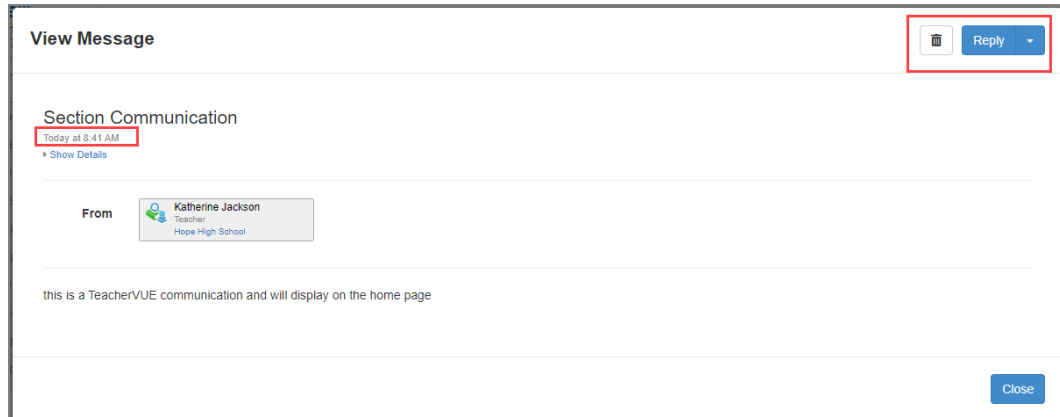 View Message
Reply
Section Communication
Today at 8:41 AM
Show Details
From
Katherine Jackson
Teacher
Hope High School
this is a TeacherVUE communication and will display on the home page
Close